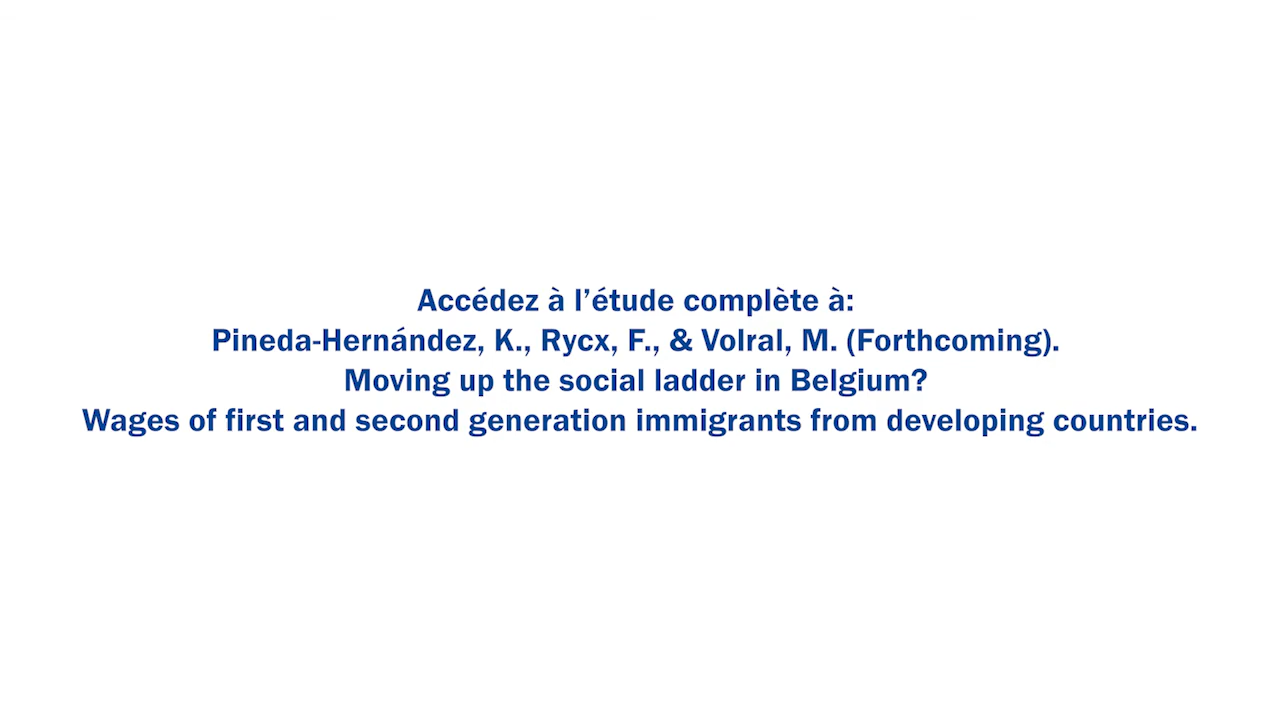 Accédez à l’étude complète à:
Pineda-Hernández, K., Rycx, F., & Volral, M. (Forthcoming).
Moving up the social ladder in Belgium?
Wages of first and second generation immigrants from developing countries.